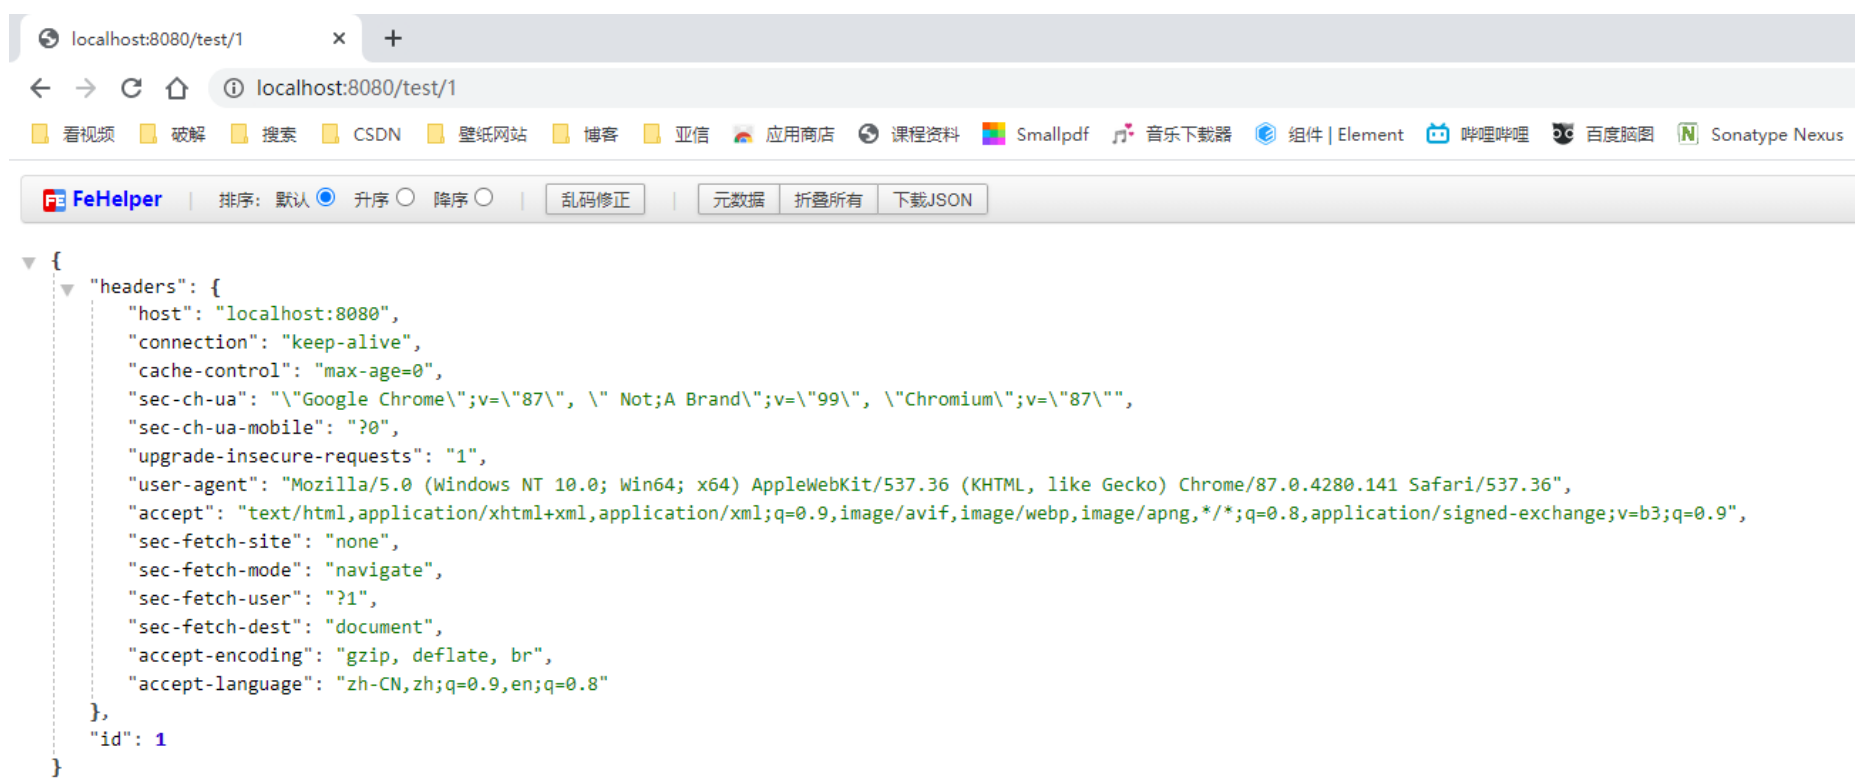 localhost:8080/test/1
localhost:8080/test/1
看视频 破解 搜索 CSDN 壁纸网站 博客 亚信 应用商店 课程资料 Smallpdf 音乐下载器 组件 | Element 哔哩哔哩 百度脑图 Sonatype Nexus
FeHelper 排序: 默认 升序 降序 乱码修正 元数据 折叠所有 下载JSON
{
"headers": {
"host": "localhost:8080",
"connection": "keep-alive",
"cache-control": "max-age=0",
"sec-ch-ua": "\"Google Chrome\";v=\"87\", \" Not;A Brand\";v=\"99\", \"Chromium\";v=\"87\"",
"sec-ch-ua-mobile": "?0",
"upgrade-insecure-requests": "1",
"user-agent": "Mozilla/5.0 (Windows NT 10.0; Win64; x64) AppleWebKit/537.36 (KHTML, like Gecko) Chrome/87.0.4280.141 Safari/537.36",
"accept": "text/html,application/xhtml+xml,application/xml;q=0.9,image/avif,image/webp,image/apng,*/*;q=0.8,application/signed-exchange;v=b3;q=0.9",
"sec-fetch-site": "none",
"sec-fetch-mode": "navigate",
"sec-fetch-user": "?1",
"sec-fetch-dest": "document",
"accept-encoding": "gzip, deflate, br",
"accept-language": "zh-CN,zh;q=0.9,en;q=0.8"
},
"id": 1
}